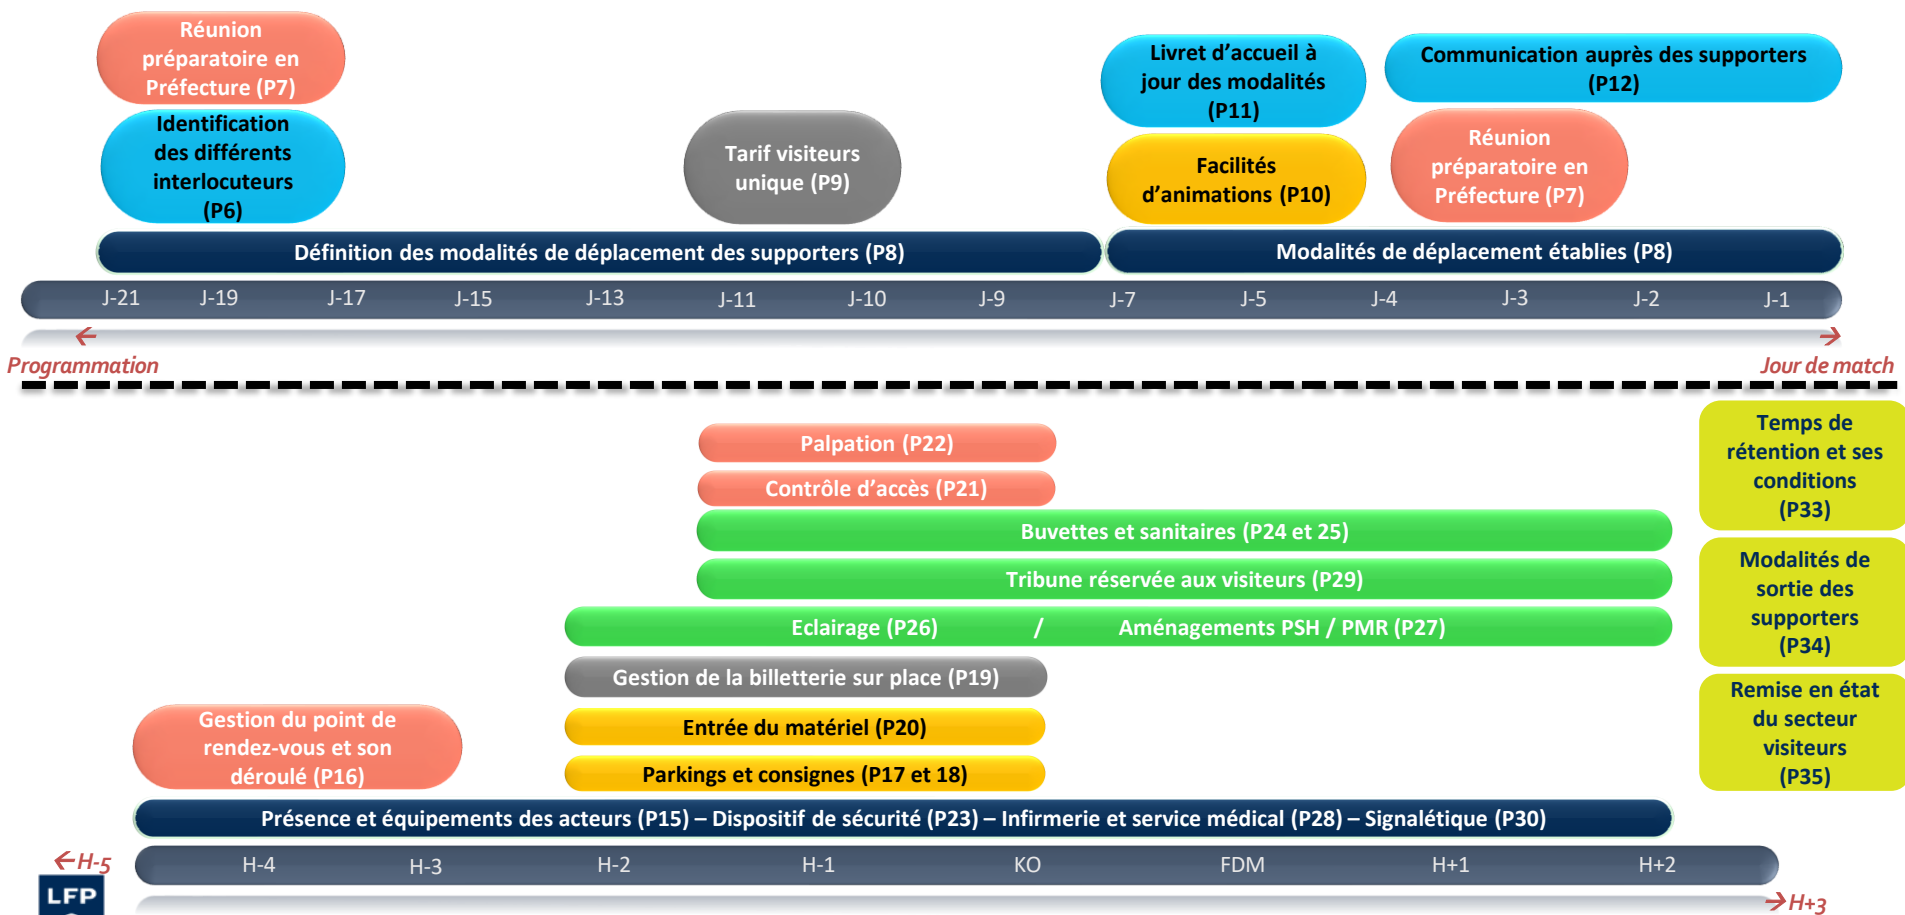 Réunion
préparatoire en
Préfecture (P7)
Identification
des différents
interlocuteurs
(P6)
Tarif visiteurs
unique (P9)
Livret d'accueil à
jour des modalités
(P11)
Facilités
d'animations (P10)
Communication auprès des supporters
(P12)
Réunion
préparatoire en
Préfecture (P7)
Définition des modalités de déplacement des supporters (P8)
Modalités de déplacement établies (P8)
J-21 J-19 J-17 J-15 J-13 J-11 J-10 J-9 J-7 J-5 J-4 J-3 J-2 J-1
← →
Programmation
Jour de match
Palpation (P22)
Contrôle d'accès (P21)
Buvettes et sanitaires (P24 et 25)
Tribune réservée aux visiteurs (P29)
Eclairage (P26) / Aménagements PSH / PMR (P27)
Gestion de la billetterie sur place (P19)
Entrée du matériel (P20)
Parkings et consignes (P17 et 18)
Gestion du point de
rendez-vous et son
déroulé (P16)
Temps de
rétention et ses
conditions
(P33)
Modalités de
sortie des
supporters
(P34)
Remise en état
du secteur
visiteurs
(P35)
Présence et équipements des acteurs (P15) – Dispositif de sécurité (P23) – Infirmerie et service médical (P28) – Signalétique (P30)
←H-5
H-4 H-3 H-2 H-1 KO FDM H+1 H+2
→H+3
LFP